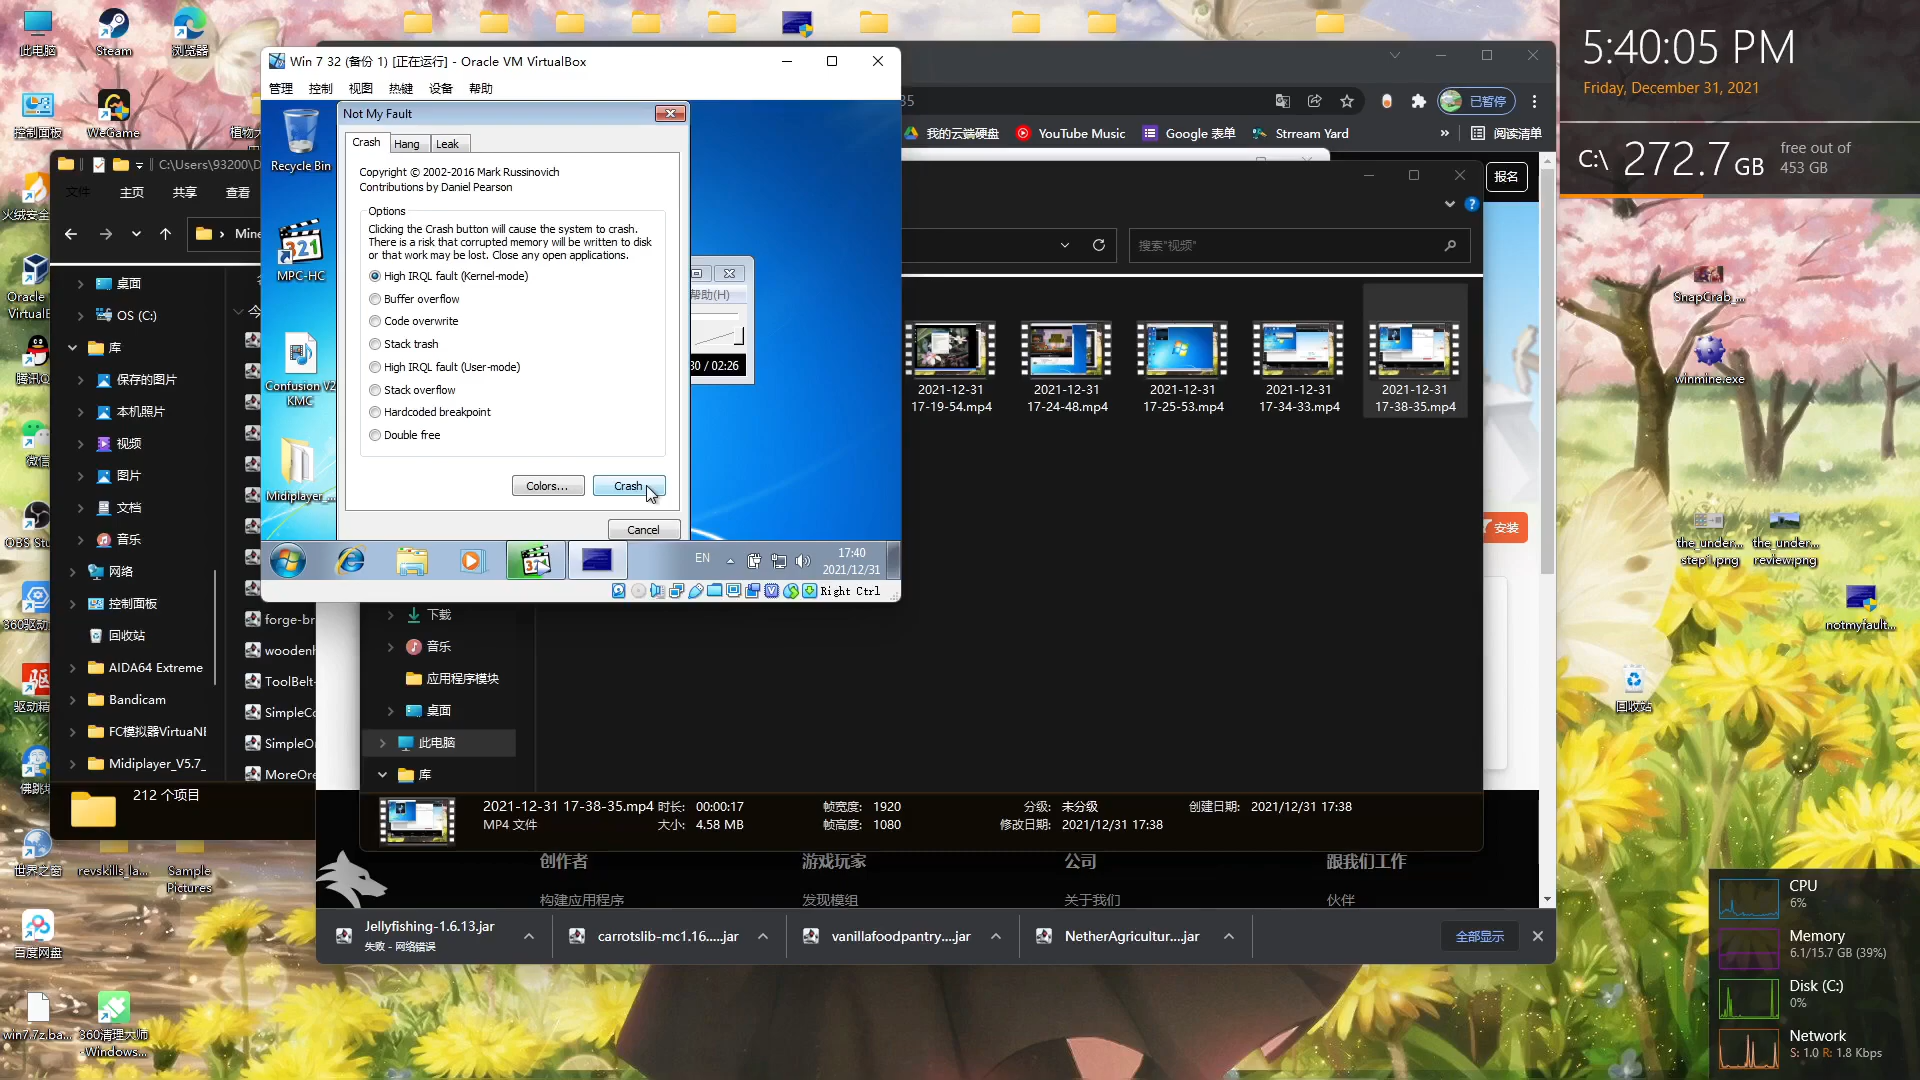 此电脑
Steam
浏览器
控制面板
WeGame
植物大
火绒安全
Oracle
VirtualB
腾讯Q
微信
OBS Stu
360驱动
驱动精
佛跳墙
世界之窗
revskills_la...
Sample
Pictures
百度网盘
win7.7z.ba...
360清理大师
-Windows...
Win 7 32 (备份 1) [正在运行] - Oracle VM VirtualBox
管理
控制
视图
热键
设备
帮助
Recycle Bin
MPC-HC
Confusion V2
KMC
Midiplayer_...
Not My Fault
Crash
Hang
Leak
Copyright © 2002-2016 Mark Russinovich
Contributions by Daniel Pearson
Options
Clicking the Crash button will cause the system to crash.
There is a risk that corrupted memory will be written to disk
or that work may be lost. Close any open applications.
High IRQL fault (Kernel-mode)
Buffer overflow
Code overwrite
Stack trash
High IRQL fault (User-mode)
Stack overflow
Hardcoded breakpoint
Double free
Colors...
Crash
Cancel
帮助(H)
30 / 02:26
EN
17:40
2021/12/31
Right Ctrl
C:\Users\93200\D
文件
主页
共享
查看
Mine
桌面
OS (C:)
库
保存的图片
本机照片
视频
图片
文档
音乐
网络
控制面板
回收站
AIDA64 Extreme
Bandicam
FC模拟器VirtuaNE
Midiplayer_V5.7_
212 个项目
今
forge-br
woodenh
ToolBelt-
SimpleCo
SimpleOr
MoreOre
35
已暂停
我的云端硬盘
YouTube Music
Google 表单
Strream Yard
»
阅读清单
报名
搜索"视频"
2021-12-31
17-19-54.mp4
2021-12-31
17-24-48.mp4
2021-12-31
17-25-53.mp4
2021-12-31
17-34-33.mp4
2021-12-31
17-38-35.mp4
安装
下载
音乐
应用程序模块
桌面
此电脑
库
2021-12-31 17-38-35.mp4
MP4 文件
时长: 00:00:17
大小: 4.58 MB
帧宽度: 1920
帧高度: 1080
分级: 未分级
修改日期: 2021/12/31 17:38
创建日期: 2021/12/31 17:38
创作者
游戏玩家
公司
跟我们工作
构建应用程序
发现模组
关于我们
伙伴
Jellyfishing-1.6.13.jar
失败 - 网络错误
carrotslib-mc1.16.....jar
vanillafoodpantry....jar
NetherAgricultur....jar
全部显示
5:40:05 PM
Friday, December 31, 2021
C:\ 272.7 GB
free out of
453 GB
SnapCrab_...
winmine.exe
the_under...
step1.png
the_under...
review.png
notmyfault...
回收站
CPU
6%
Memory
6.1/15.7 GB (39%)
Disk (C:)
0%
Network
S: 1.0 R: 1.8 Kbps